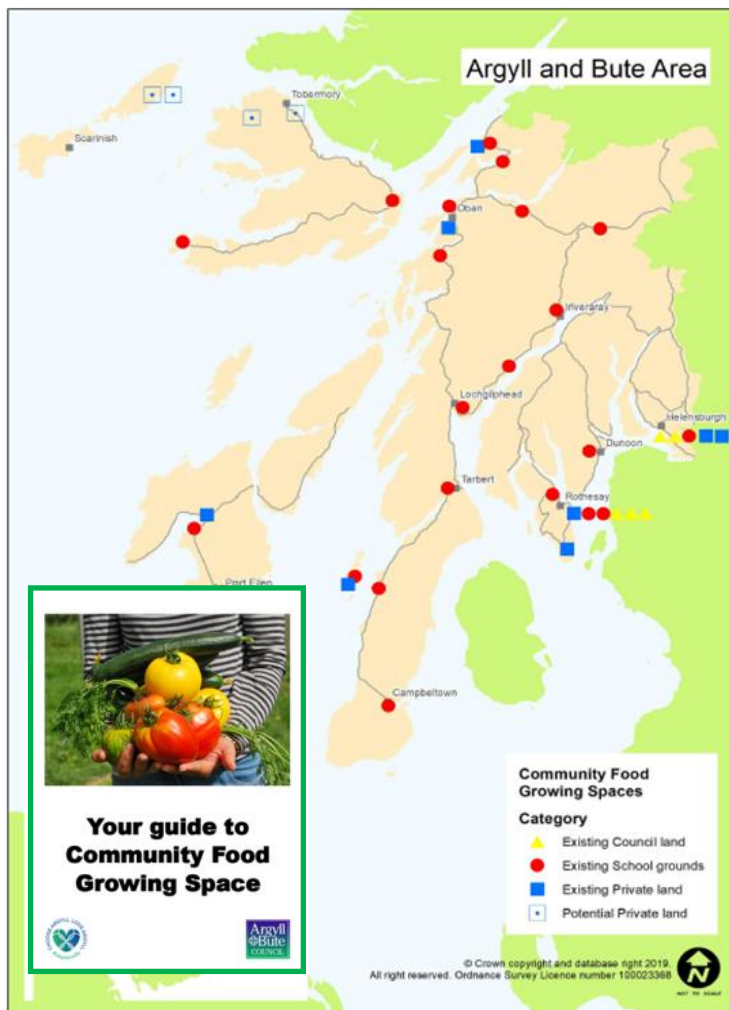 Argyll and Bute Area
Tobermory
Scarinish
Oban
Inveraray
Lochgilphead
Helensburgh
Dunoon
Tarbert
Rothesay
Port Ellen
Campbeltown
Your guide to
Community Food
Growing Space
Argyll
&Bute
COUNCIL
Community Food
Growing Spaces
Category
Existing Council land
Existing School grounds
Existing Private land
Potential Private land
© Crown copyright and database right 2019.
All right reserved. Ordnance Survey Licence number 100023368
N
NOT TO SCALE